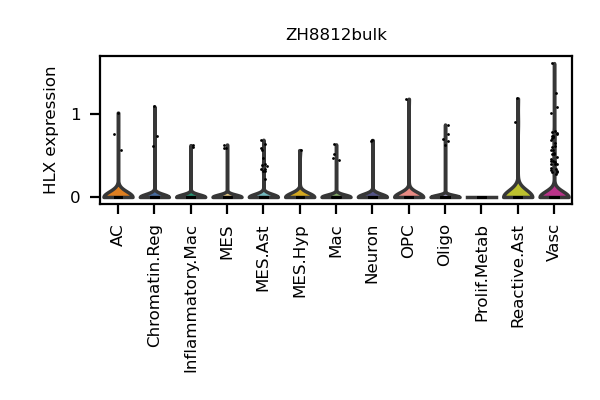 ZH8812bulk
HLX expression
1
0
AC
Chromatin.Reg
Inflammatory.Mac
MES
MES.Ast
MES.Hyp
Mac
Neuron
OPC
Oligo
Prolif.Metab
Reactive.Ast
Vasc